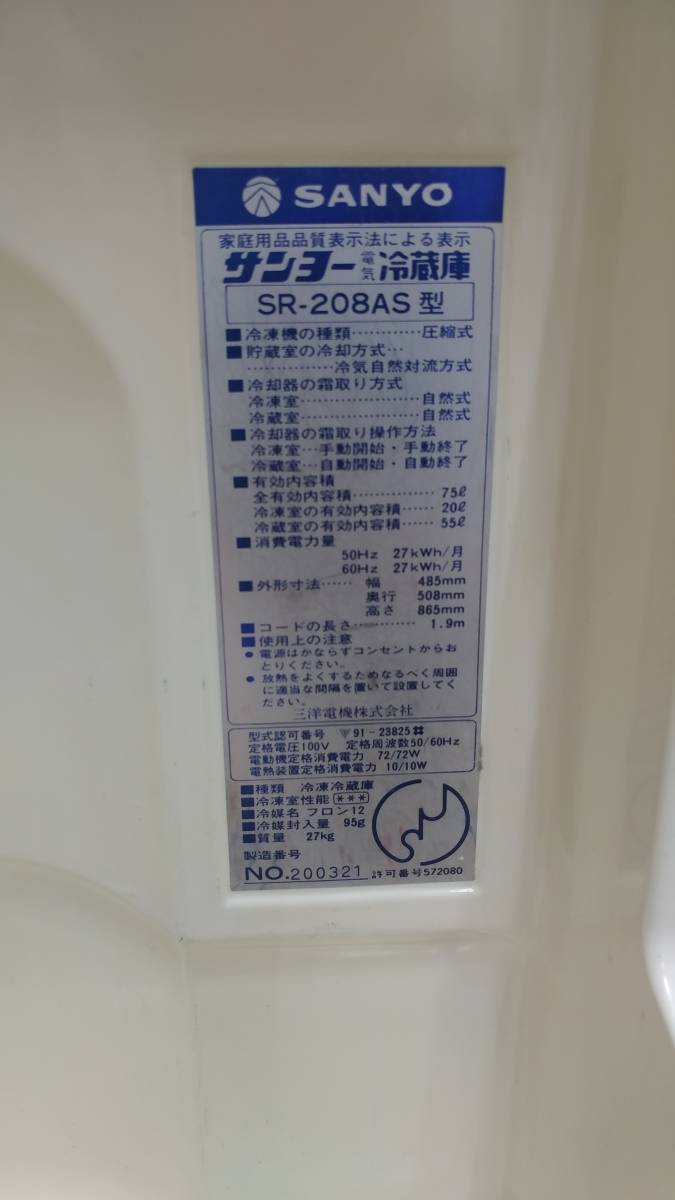 SANYO
家庭用品品質表示法による表示
サンヨー電気冷蔵庫
SR-208AS型
■冷凍機の種類…………圧縮式
■貯蔵室の冷却方式…
……………冷気自然対流方式
■冷却器の霜取り方式
冷凍室…………………自然式
冷蔵室…………………自然式
■冷却器の霜取り操作方法
冷凍室…手動開始・手動終了
冷蔵室…自動開始・自動終了
■有効内容積
全有効内容積…………… 75ℓ
冷凍室の有効内容積…… 20ℓ
冷蔵室の有効内容積…… 55ℓ
■消費電力量
50Hz 27kWh/月
60Hz 27kWh/月
■外形寸法…… 幅 485mm
奥行 508mm
高さ 865mm
■コードの長さ………… 1.9m
■使用上の注意
● 電源はかならずコンセントからお
とりください。
● 放熱をよくするためなるべく周囲
に適当な間隔を置いて設置してく
ださい。
三洋電機株式会社
型式認可番号 ▽91-23825
定格電圧100V 定格周波数50/60Hz
電動機定格消費電力 72/72W
電熱装置定格消費電力 10/10W
■種類 冷凍冷蔵庫
■冷凍室性能 ***
■冷媒名 フロン12
■冷媒封入量 95g
■質量 27kg
製造番号
NO.200321 許可番号572080